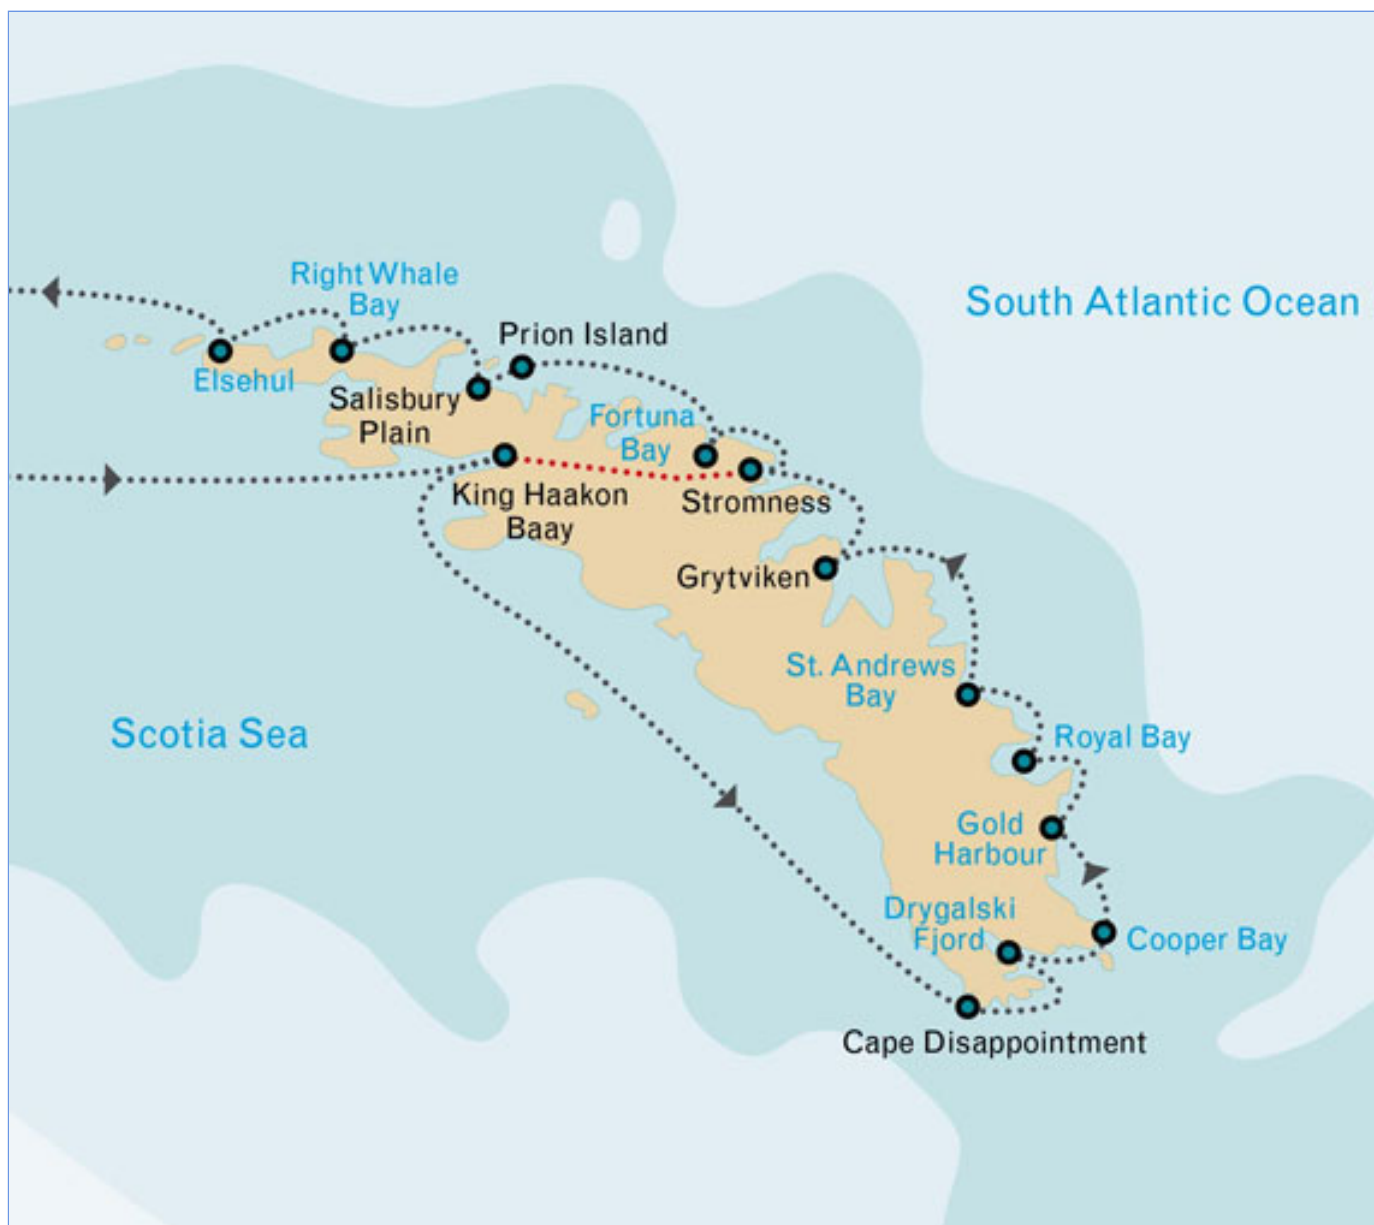 Right Whale
Bay
South Atlantic Ocean
Prion Island
Elsehul
Salisbury
Plain
Fortuna
Bay
King Haakon
Baay
Stromness
Grytviken
St. Andrews
Bay
Scotia Sea
Royal Bay
Gold
Harbour
Drygalski
Fjord
Cooper Bay
Cape Disappointment